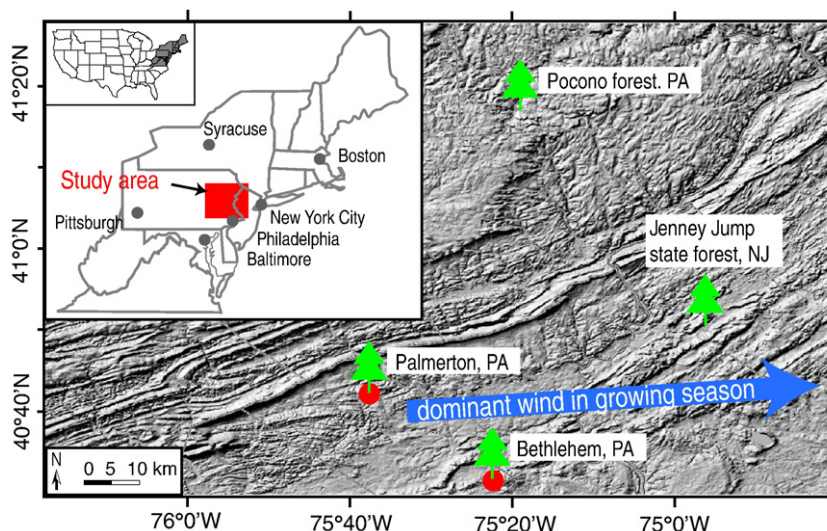 41°20'N
41°0'N
40°40'N
Syracuse
Boston
Study area
Pittsburgh
New York City
Philadelphia
Baltimore
Pocono forest. PA
Jenney Jump
state forest, NJ
Palmerton, PA
dominant wind in growing season
Bethlehem, PA
N
0 5 10 km
76°0'W
75°40'W
75°20'W
75°0'W